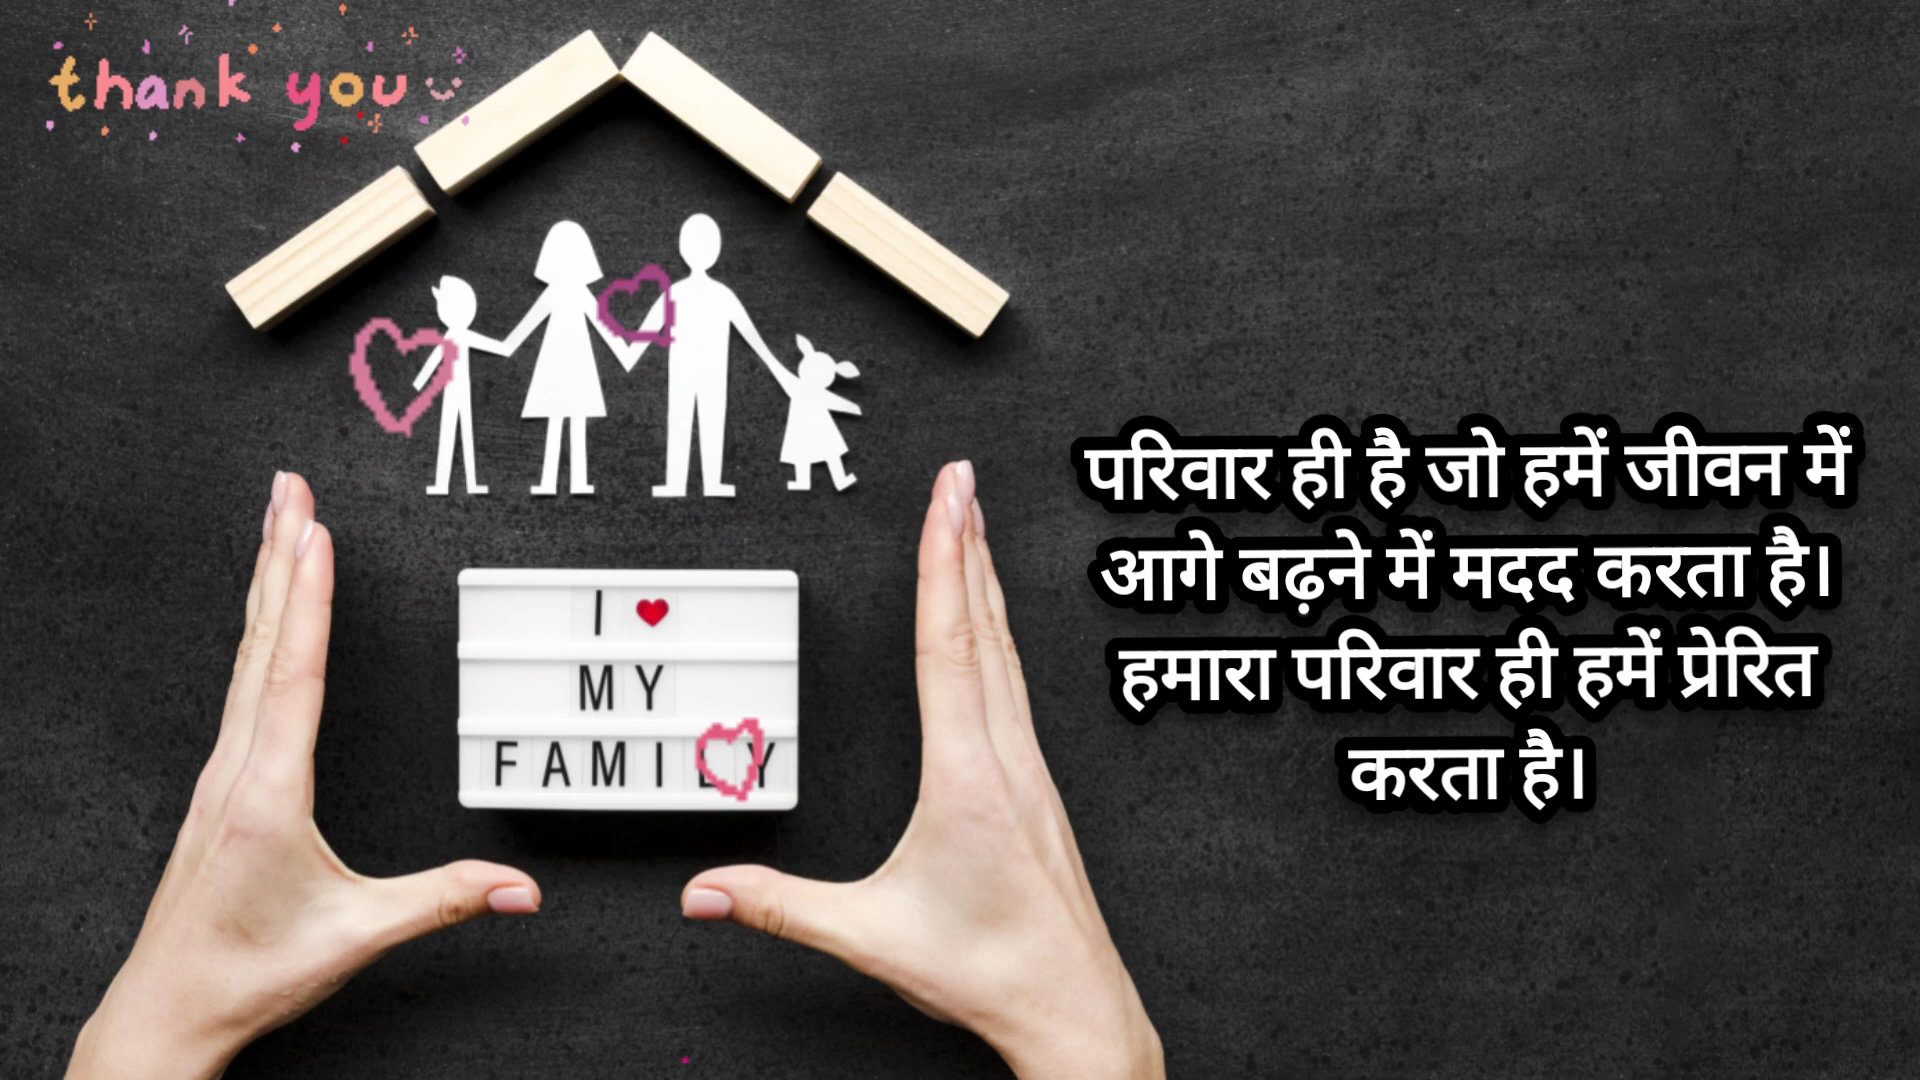 thank you
I ❤
MY
FAMILY
परिवार ही है जो हमें जीवन में
आगे बढ़ने में मदद करता है।
हमारा परिवार ही हमें प्रेरित
करता है।